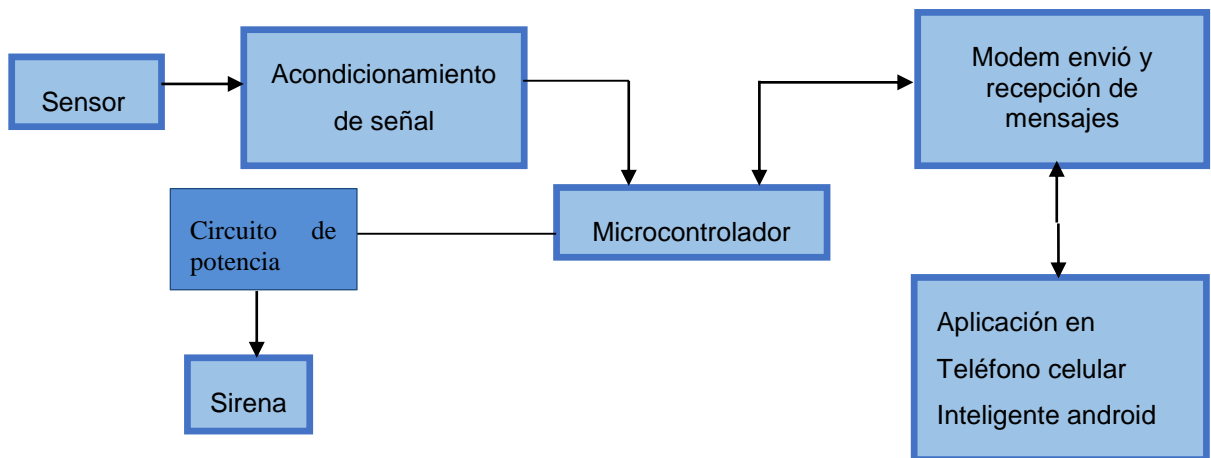 Sensor
Acondicionamiento
de señal
Modem envió y
recepción de
mensajes
Circuito de
potencia
Microcontrolador
Sirena
Aplicación en
Teléfono celular
Inteligente android